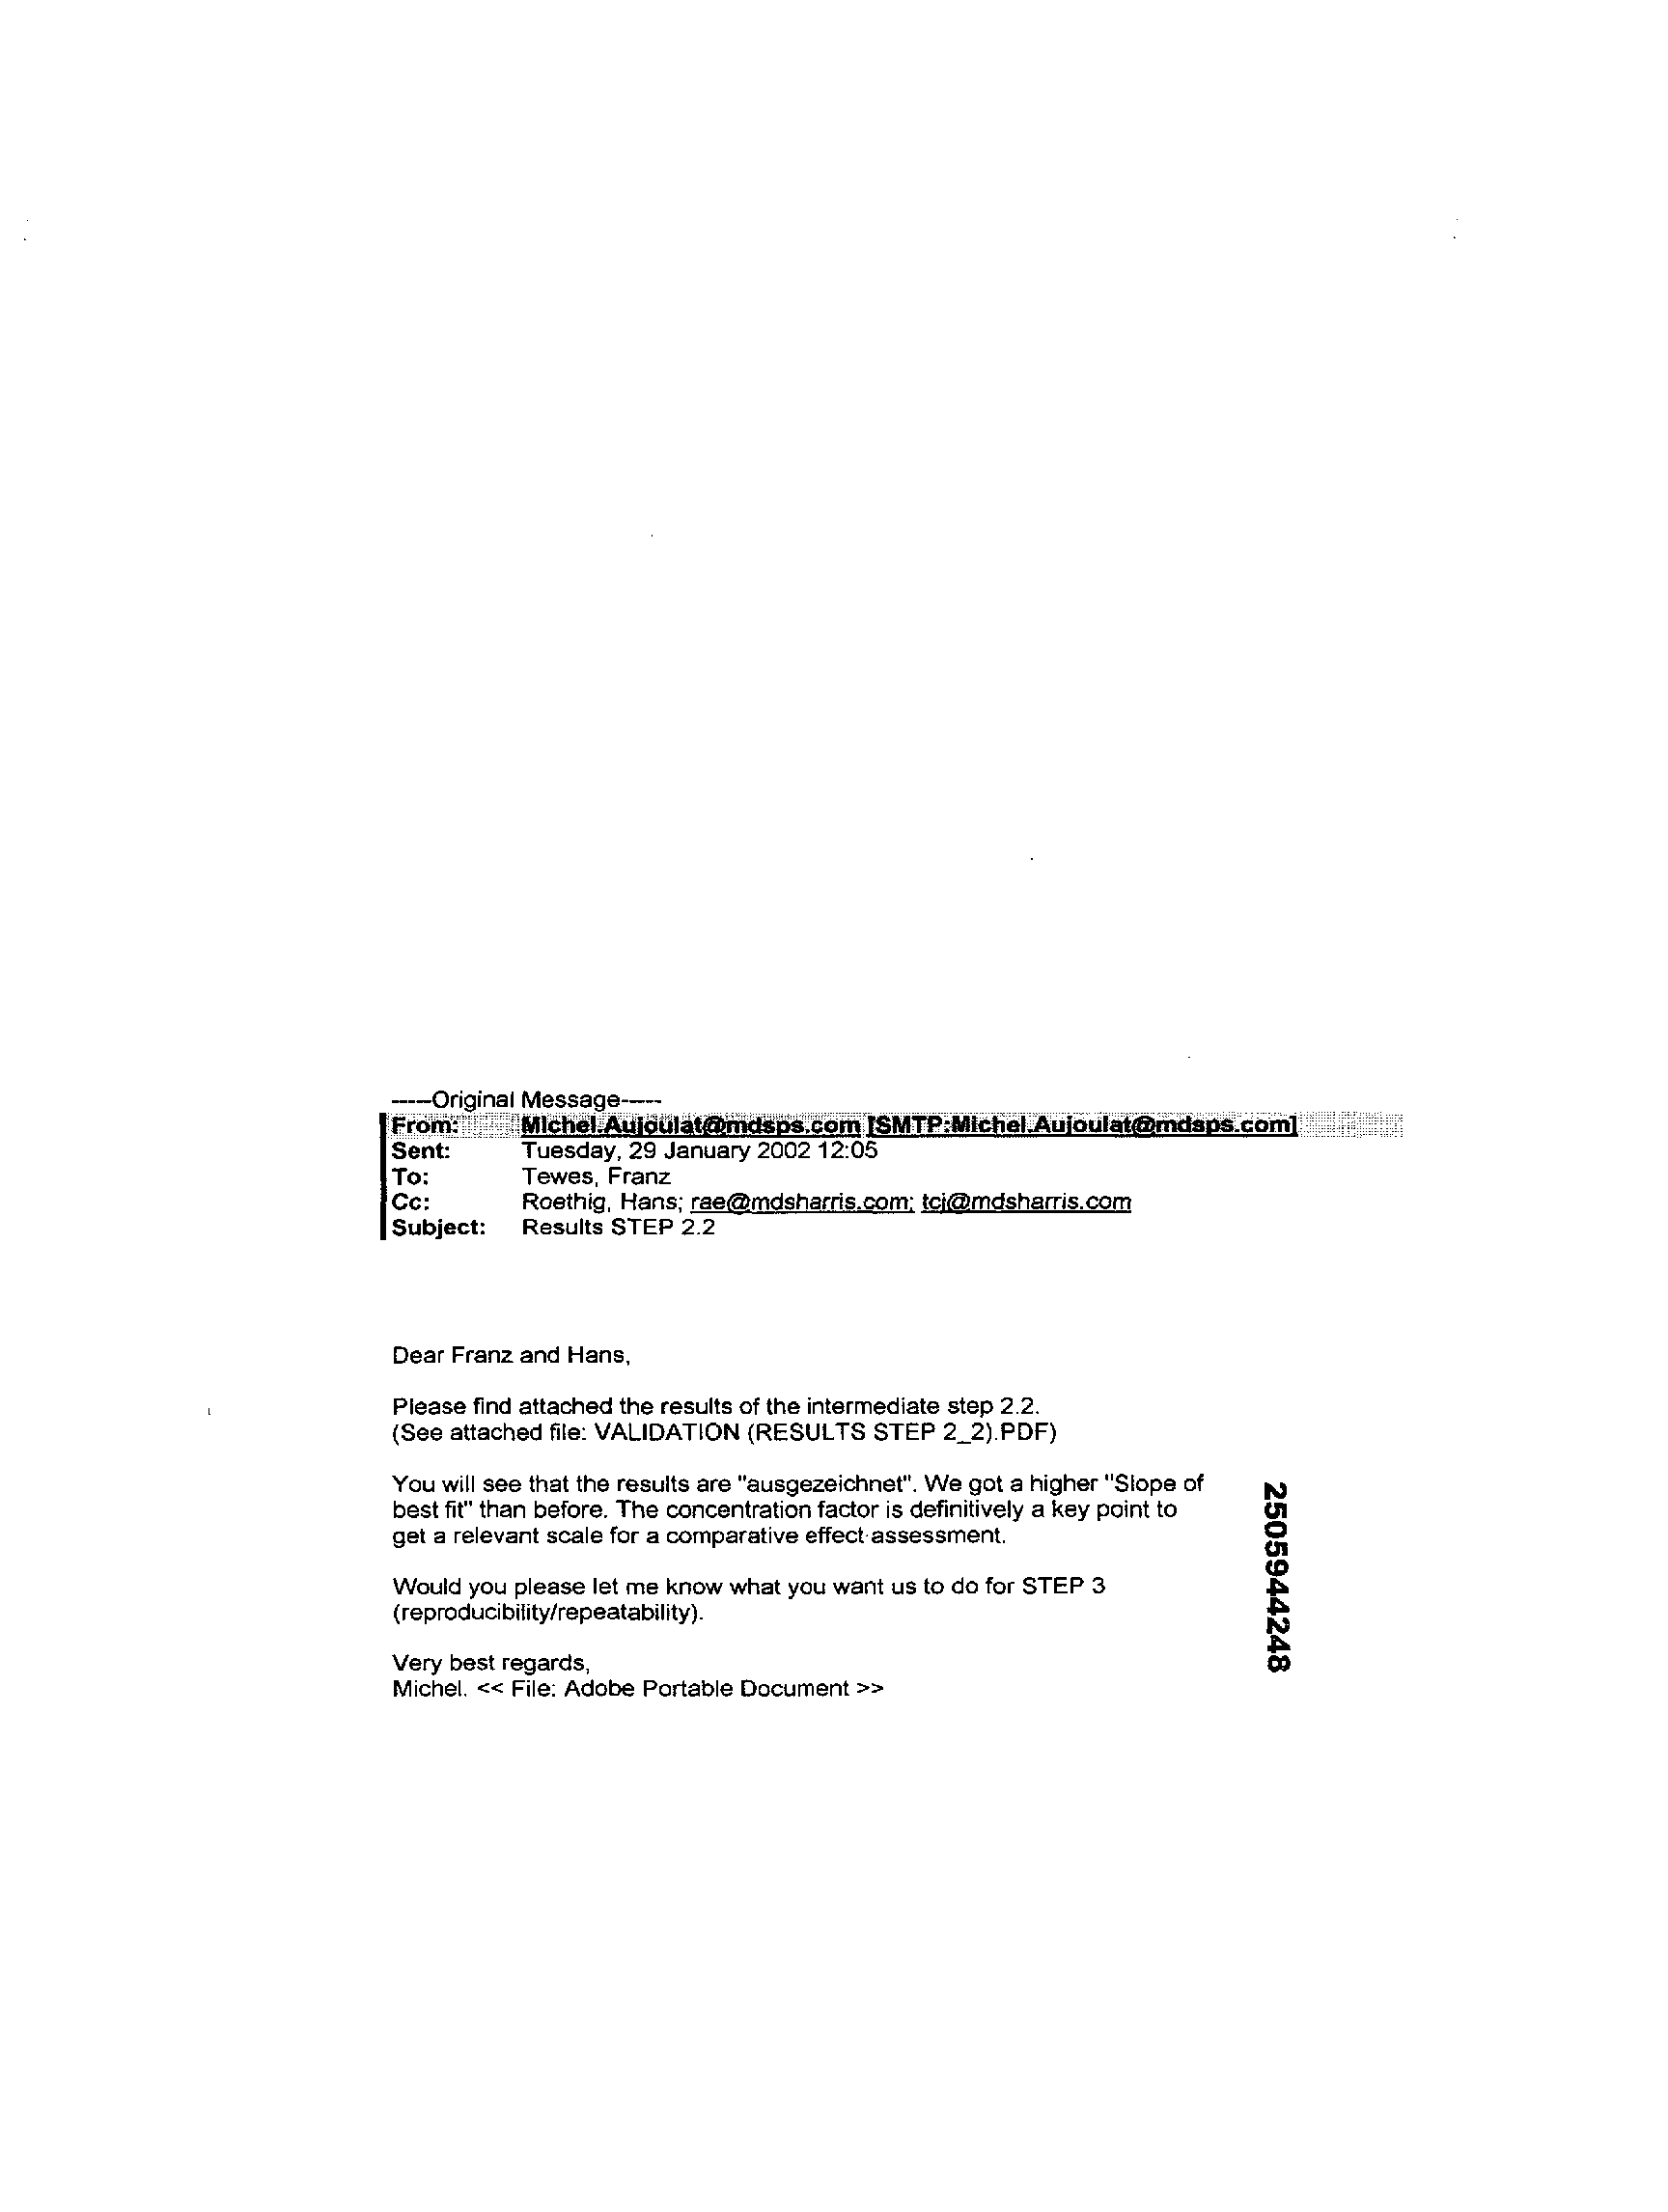 -----Original Message-----
From: Michel.Aujoulat@mdsps.com [SMTP:Michel.Aujoulat@mdsps.com]
Sent: Tuesday, 29 January 2002 12:05
To: Tewes, Franz
Cc: Roethig, Hans; rae@mdsharris.com; tcj@mdsharris.com
Subject: Results STEP 2.2
Dear Franz and Hans,
Please find attached the results of the intermediate step 2.2.
(See attached file: VALIDATION (RESULTS STEP 2_2).PDF)
You will see that the results are "ausgezeichnet". We got a higher "Slope of
best fit" than before. The concentration factor is definitively a key point to
get a relevant scale for a comparative effect assessment.
Would you please let me know what you want us to do for STEP 3
(reproducibility/repeatability).
Very best regards,
Michel. << File: Adobe Portable Document >>
2505944248